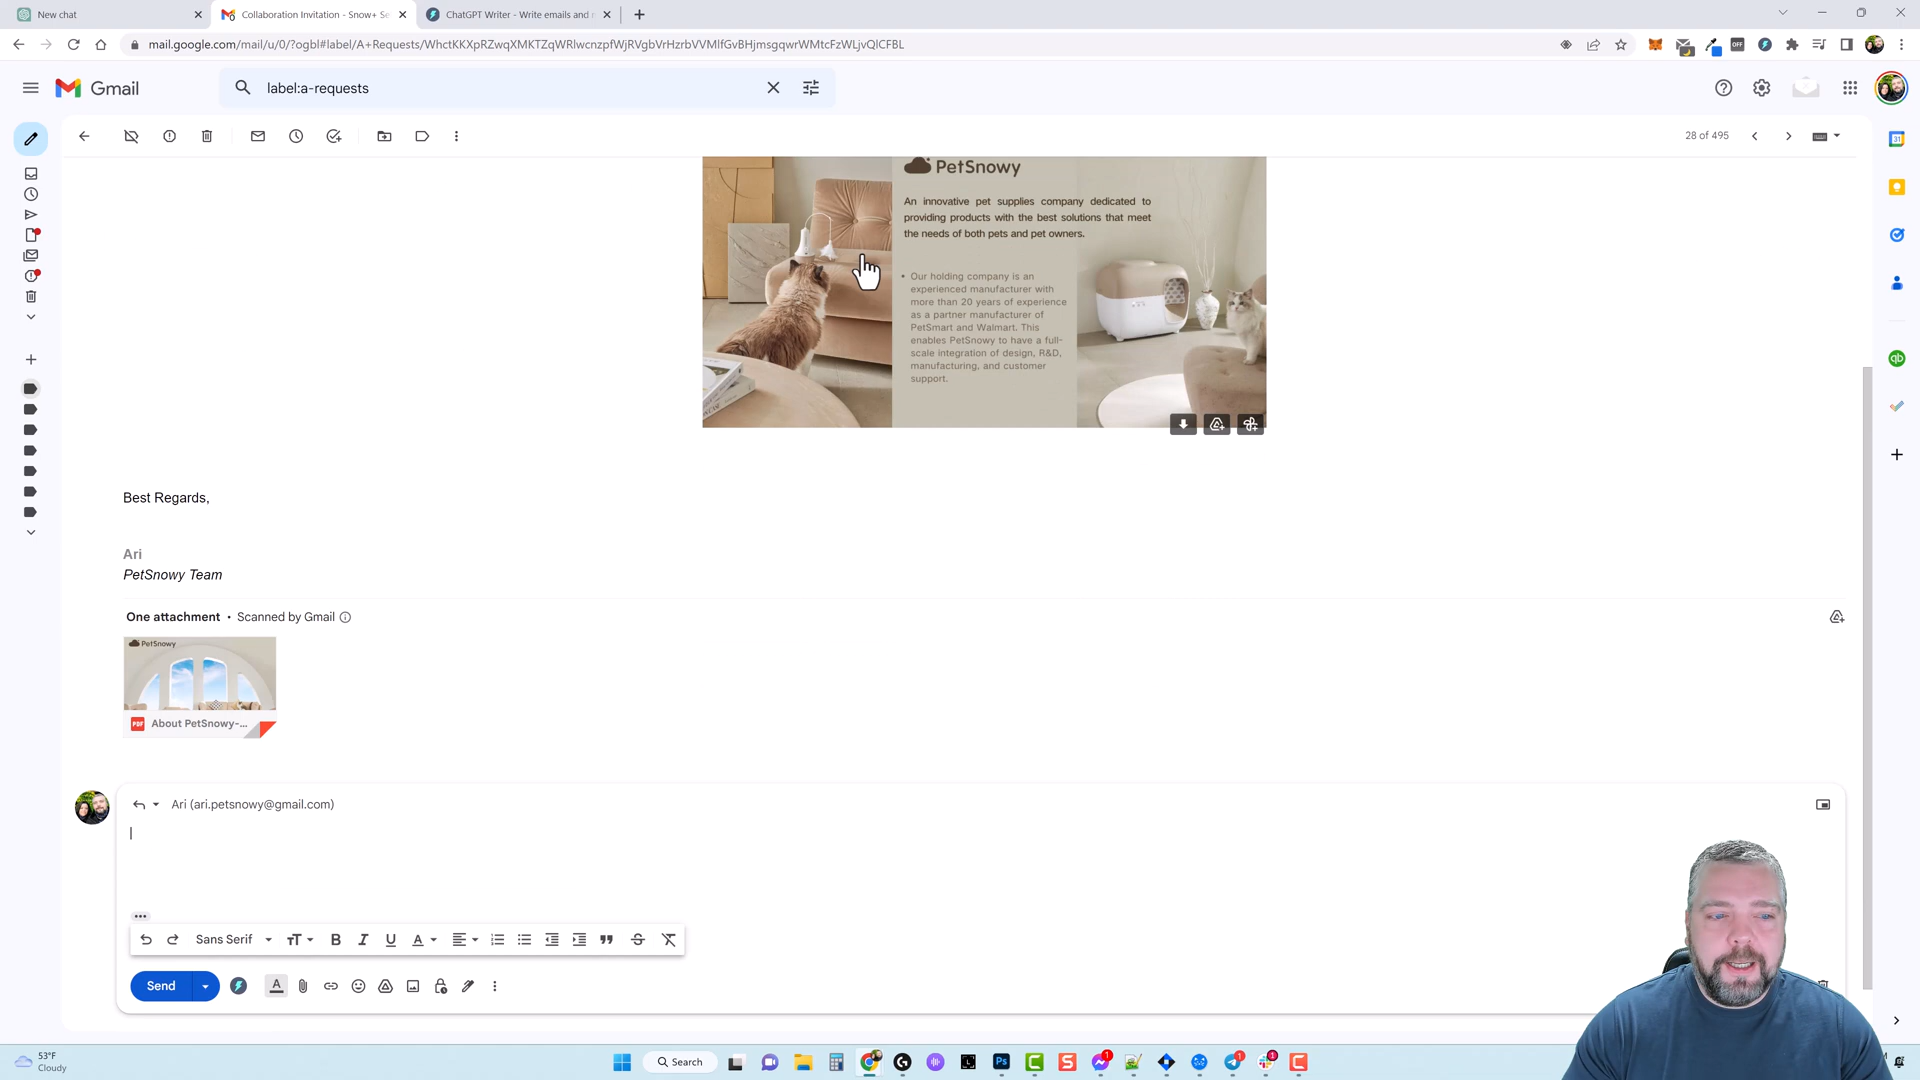 New chat
Collaboration Invitation - Snow+ Se
ChatGPT Writer - Write emails and
mail.google.com/mail/u/0/?ogbl#label/A+Requests/WhctKKXpRZwqXMKTZqWRlwcnzpfWjRVgbVrHzrbVVMlfGvBHjmsgqwrWMtcFzWLjvQlCFBL
OFF
Gmail
label:a-requests
31
28 of 495
PetSnowy
An innovative pet supplies company dedicated to
providing products with the best solutions that meet
the needs of both pets and pet owners.
• Our holding company is an
experienced manufacturer with
more than 20 years of experience
as a partner manufacturer of
PetSmart and Walmart. This
enables PetSnowy to have a full-
scale integration of design, R&D,
manufacturing, and customer
support.
qb
Best Regards,
Ari
PetSnowy Team
One attachment • Scanned by Gmail
PetSnowy
PDF About PetSnowy-...
Ari (ari.petsnowy@gmail.com)
Sans Serif
Send
53°F
Cloudy
Search